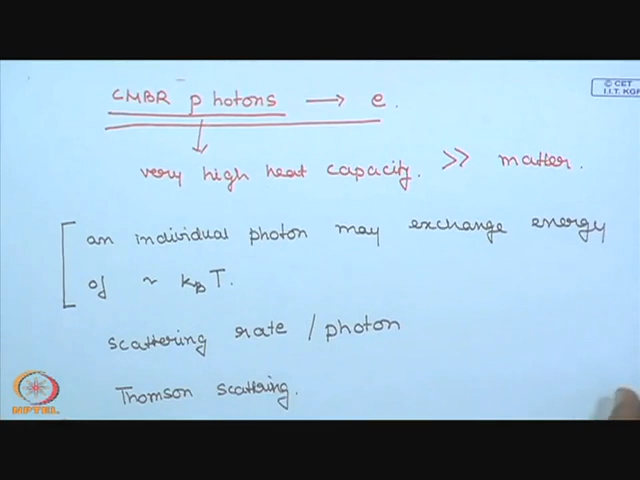 © CET
I.I.T. KGP
CMBR photons → e.
very high heat capacity. >> matter.
an individual photon may exchange energy
of ~ k_B T.
scattering rate / photon
Thomson scattering.
NPTEL